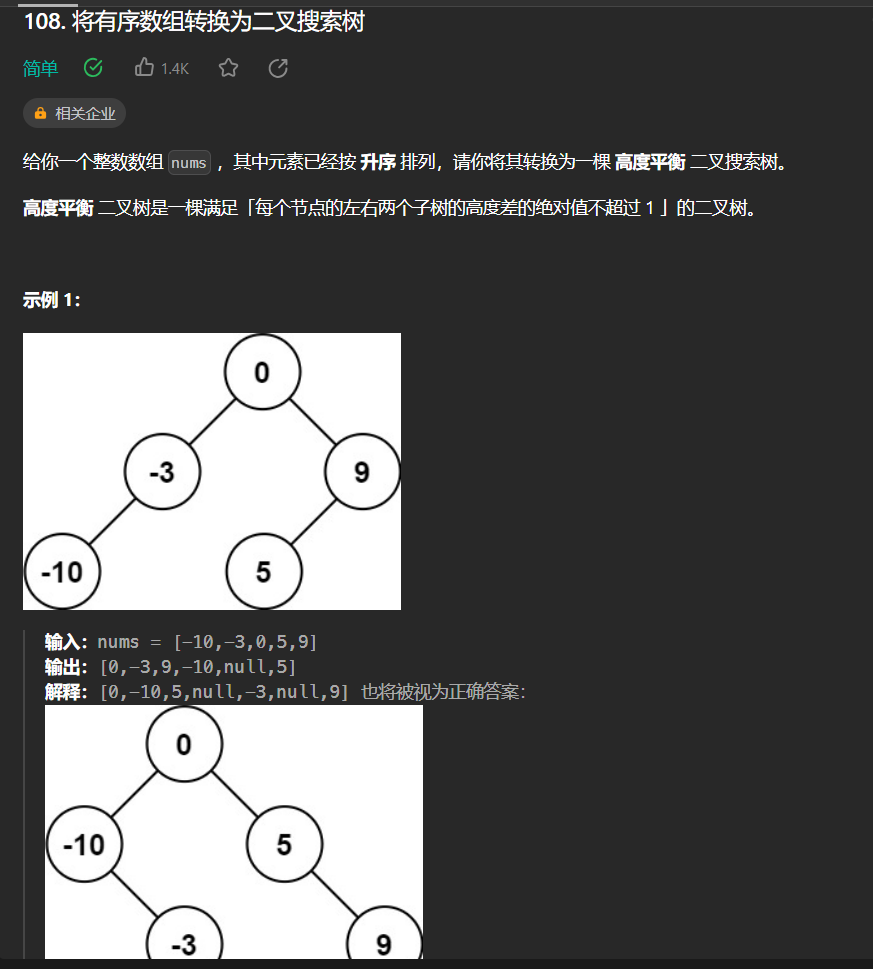 108. 将有序数组转换为二叉搜索树
简单 1.4K
相关企业
给你一个整数数组 nums ，其中元素已经按 升序 排列，请你将其转换为一棵 高度平衡 二叉搜索树。
高度平衡 二叉树是一棵满足「每个节点的左右两个子树的高度差的绝对值不超过 1 」的二叉树。
示例 1：
0
-3 9
-10 5
输入：nums = [-10,-3,0,5,9]
输出：[0,-3,9,-10,null,5]
解释：[0,-10,5,null,-3,null,9] 也将被视为正确答案：
0
-10 5
-3 9